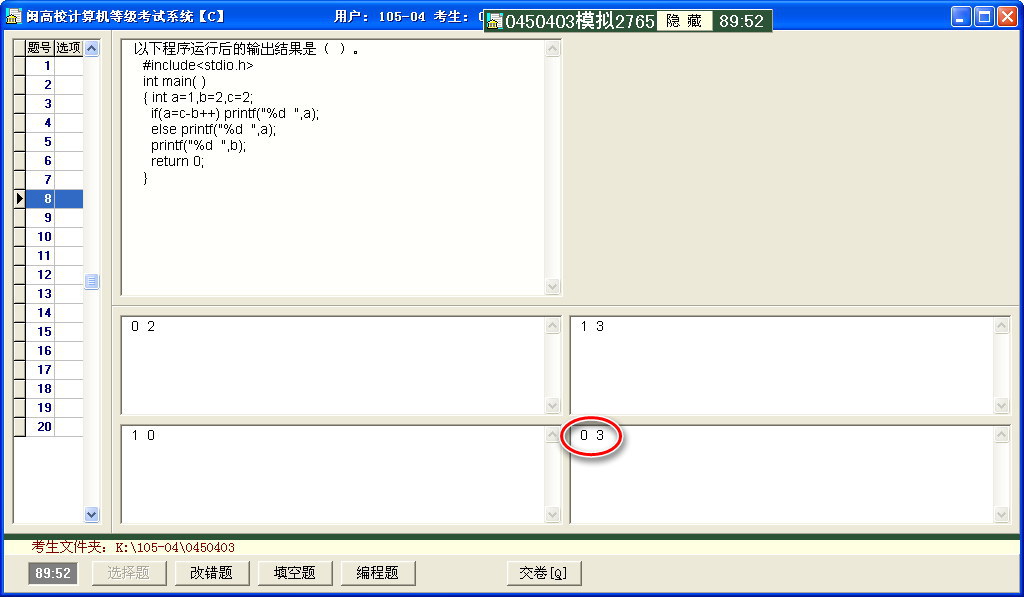 闽高校计算机等级考试系统【C】 用户: 105-04 考生:
0450403模拟2765 隐 藏 89:52
题号 选项
1
2
3
4
5
6
7
8
9
10
11
12
13
14
15
16
17
18
19
20
以下程序运行后的输出结果是（ ）。
#include<stdio.h>
int main( )
{ int a=1,b=2,c=2;
if(a=c-b++) printf("%d  ",a);
else printf("%d  ",a);
printf("%d  ",b);
return 0;
}
0 2
1 3
1 0
0 3
考生文件夹: K:\105-04\0450403
89:52 选择题 改错题 填空题 编程题 交卷[Q]